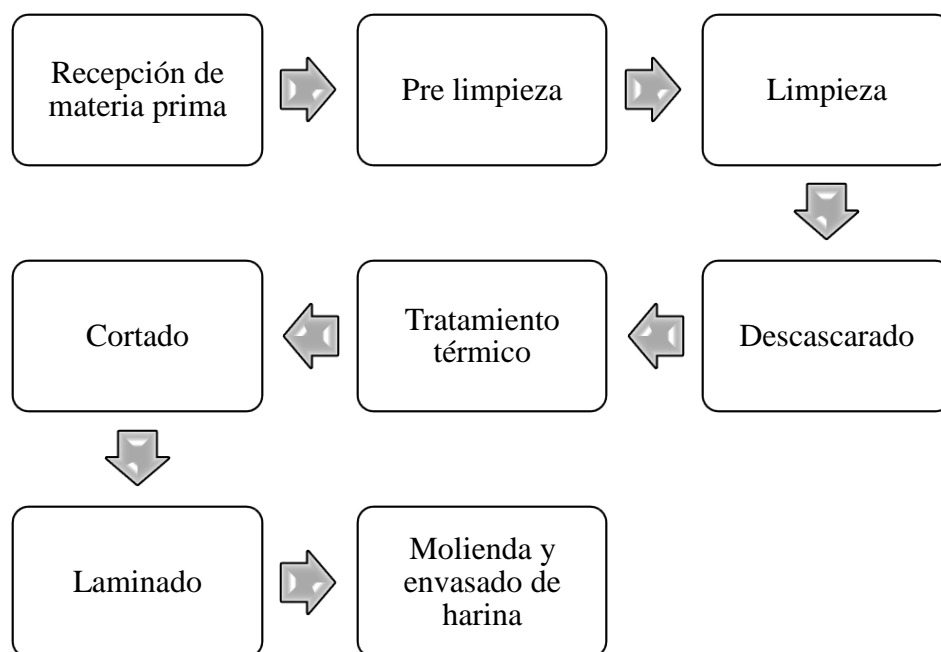 Recepción de
materia prima
Pre limpieza
Limpieza
Descascarado
Tratamiento
térmico
Cortado
Laminado
Molienda y
envasado de
harina